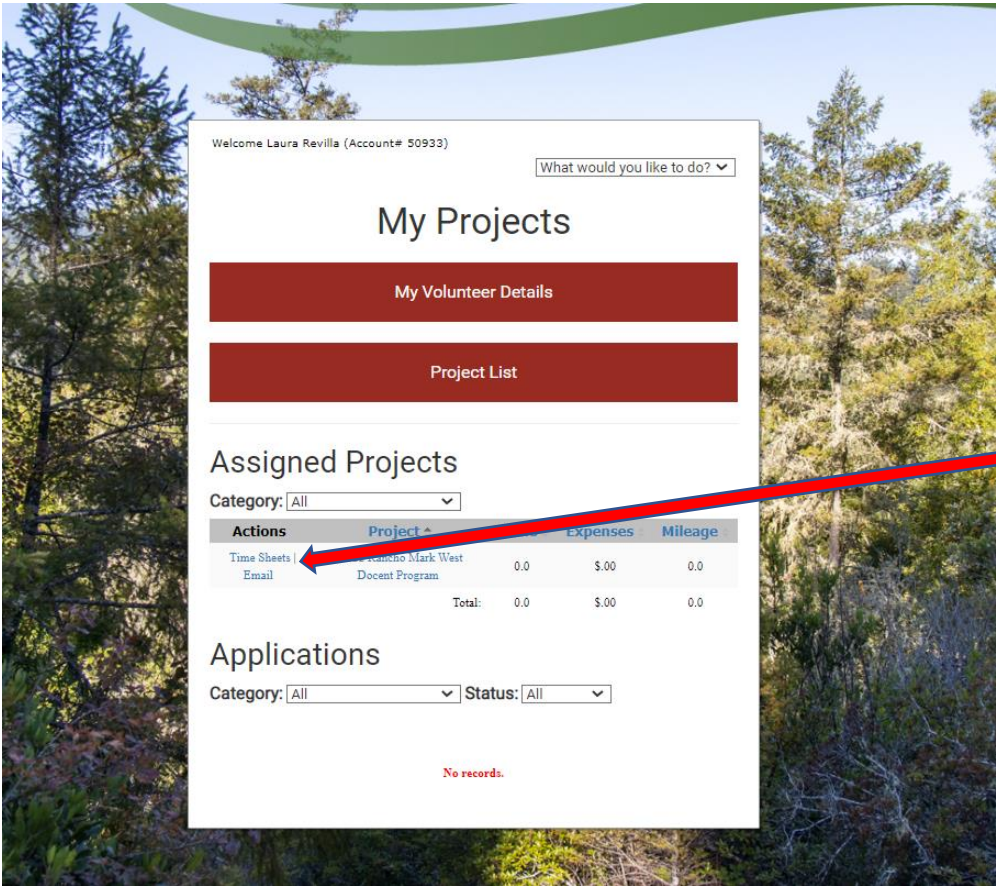 Welcome Laura Revilla (Account# 50933)
What would you like to do?
My Projects
My Volunteer Details
Project List
Assigned Projects
Category: All
Actions Project Expenses Mileage
Time Sheets | Rancho Mark West
Email Docent Program 0.0 $.00 0.0
Total: 0.0 $.00 0.0
Applications
Category: All Status: All
No records.